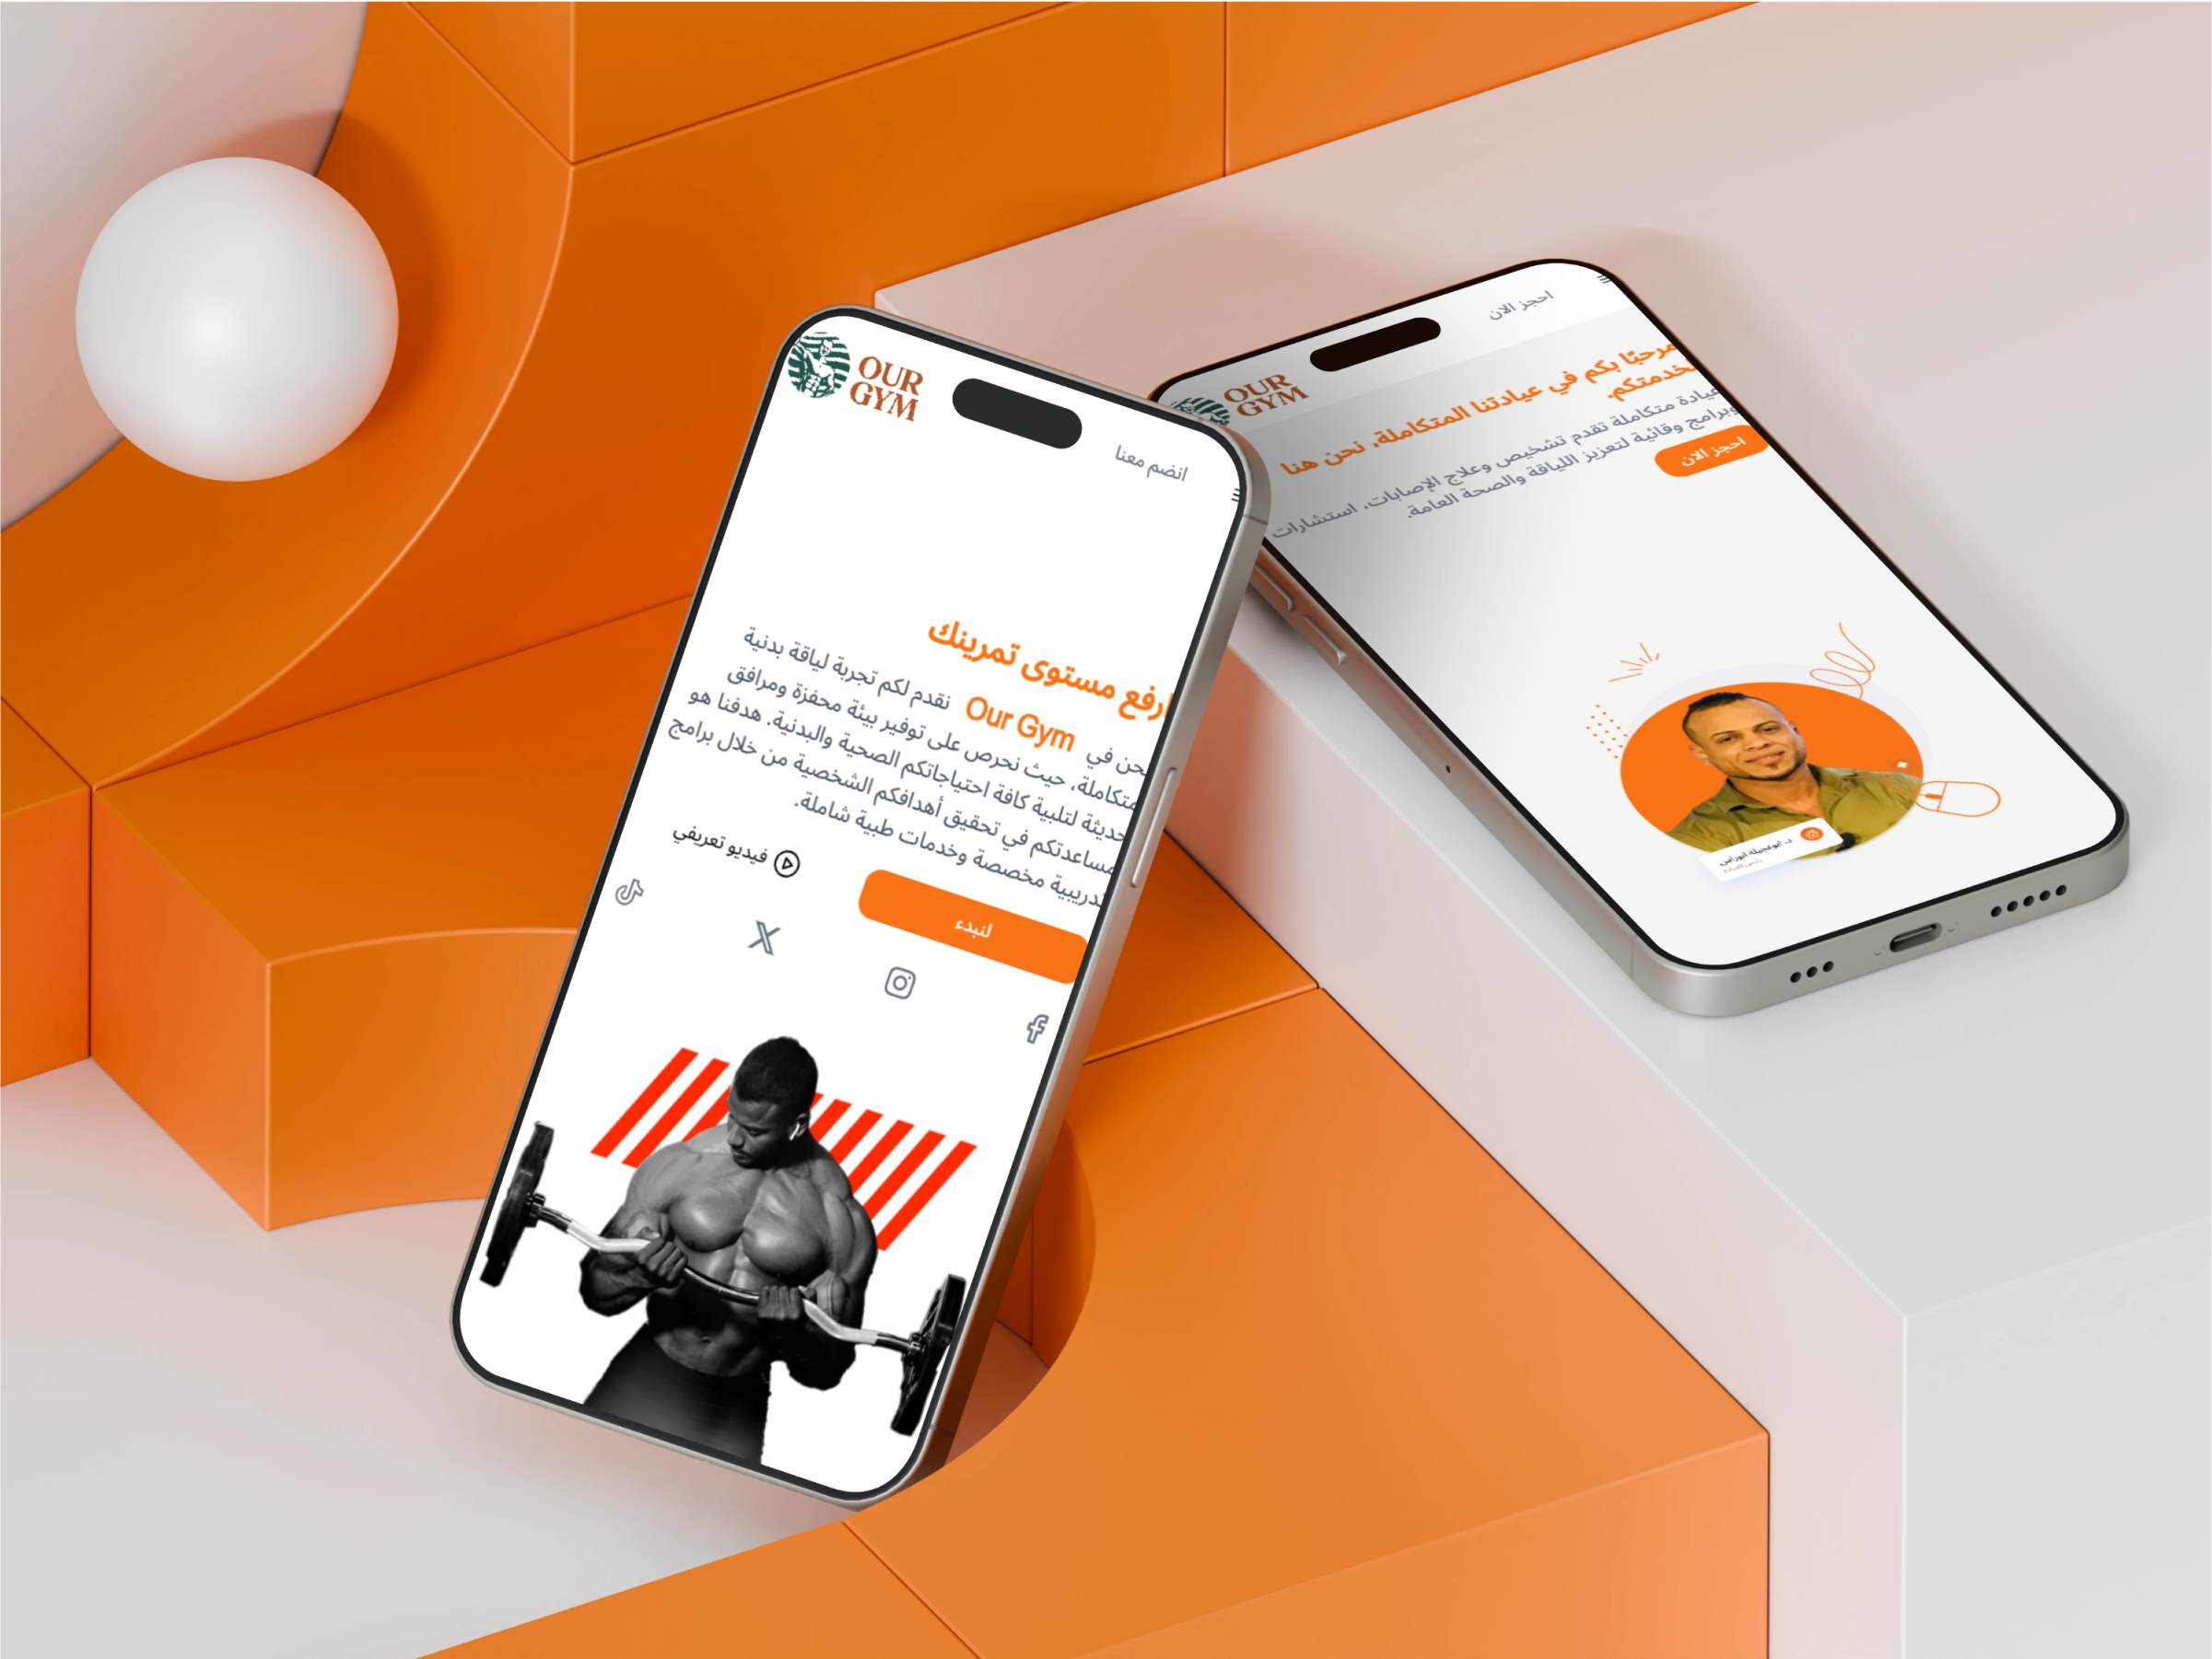 OUR
GYM
انضم معنا
ارفع مستوى تمرينك
نحن في Our Gym نقدم لكم تجربة لياقة بدنية
متكاملة، حيث نحرص على توفير بيئة محفزة ومرافق
حديثة لتلبية كافة احتياجاتكم الصحية والبدنية. هدفنا هو
مساعدتكم في تحقيق أهدافكم الشخصية من خلال برامج
تدريبية مخصصة وخدمات طبية شاملة.
لنبدء
فيديو تعريفي
OUR
GYM
احجز الان
مرحبًا بكم في عيادتنا المتكاملة، نحن هنا
لخدمتكم.
عيادة متكاملة تقدم تشخيص وعلاج الإصابات، استشارات
وبرامج وقائية لتعزيز اللياقة والصحة العامة.
احجز الان
د. ابوعجيلة ابوراس